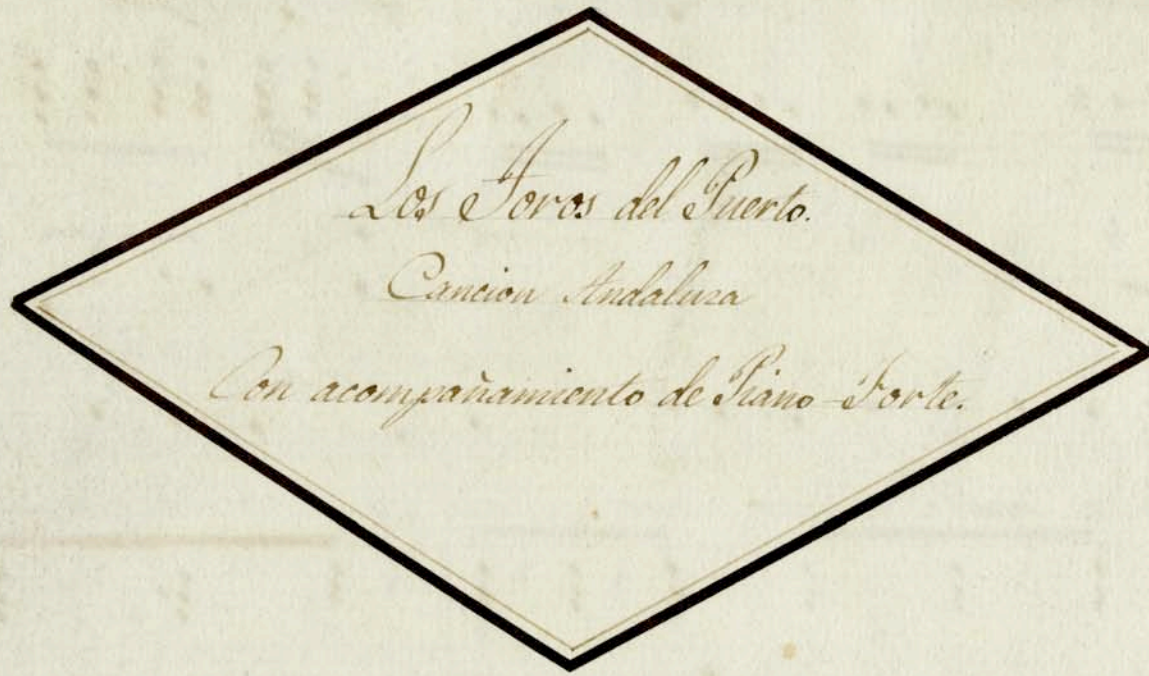 Los Toros del Puerto.
Cancion Andaluza
Con acompañamiento de Piano-Forte.